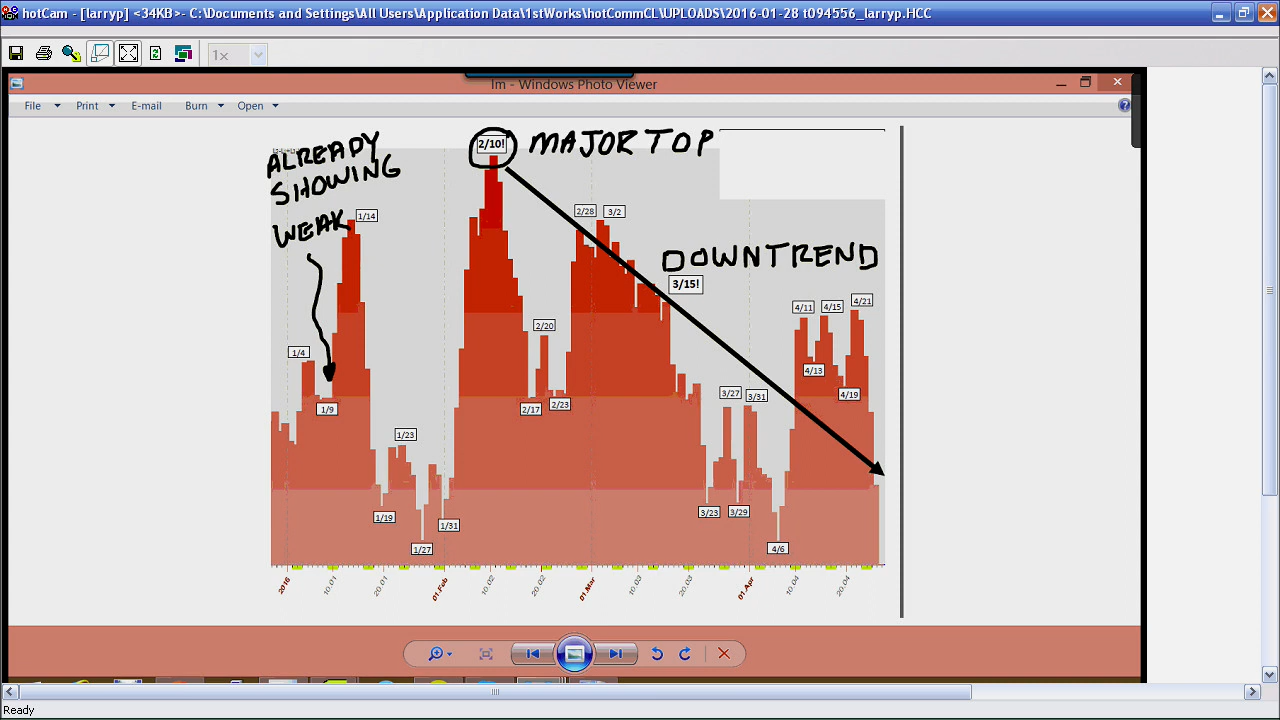 hotCam - [larryp] <34KB>- C:\Documents and Settings\All Users\Application Data\1stWorks\hotCommCL\UPLOADS\2016-01-28 t094556_larryp.HCC
1x
Im - Windows Photo Viewer
File Print E-mail Burn Open
ALREADY
SHOWING
WEAK
2/10! MAJOR TOP
1/14
2/28 3/2
DOWNTREND
3/15!
4/11 4/15 4/21
2/20
1/4
4/13
4/19
3/27 3/31
1/9
2/17 2/23
1/23
1/19
1/31
3/23 3/29
1/27
4/6
2016 10.01 20.01 01.Feb 10.02 20.02 01.Mar 10.03 20.03 01.Apr 10.04 20.04
Ready